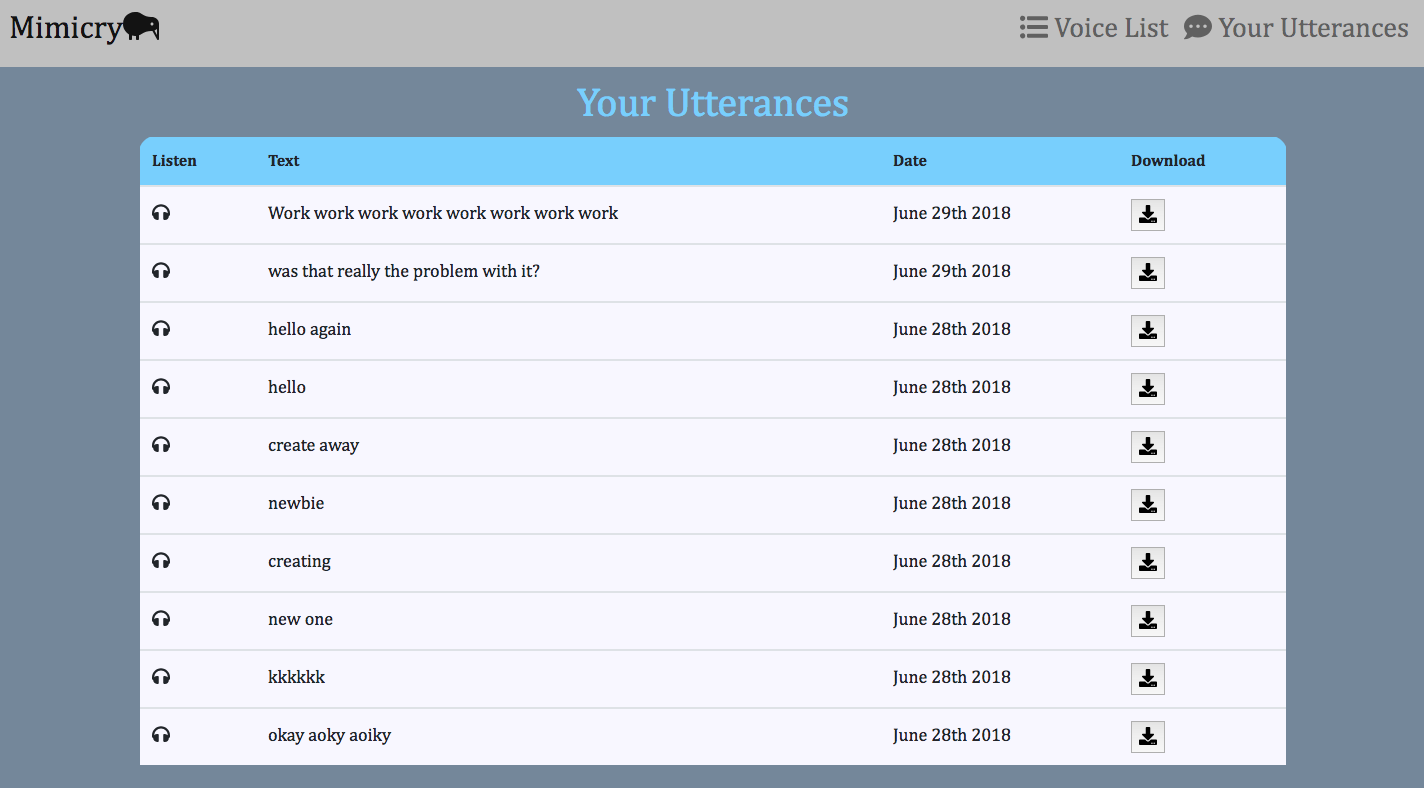 Mimicry Voice List Your Utterances
Your Utterances
Listen Text Date Download
Work work work work work work work work June 29th 2018
was that really the problem with it? June 29th 2018
hello again June 28th 2018
hello June 28th 2018
create away June 28th 2018
newbie June 28th 2018
creating June 28th 2018
new one June 28th 2018
kkkkkk June 28th 2018
okay aoky aoiky June 28th 2018